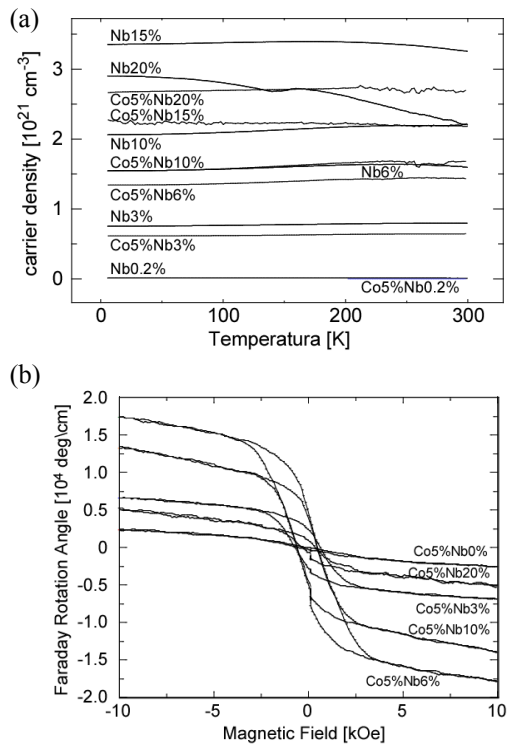 (a)
carrier density [10²¹ cm⁻³]
3
2
1
0
Nb15%
Nb20%
Co5%Nb20%
Co5%Nb15%
Nb10%
Co5%Nb10%
Nb6%
Co5%Nb6%
Nb3%
Co5%Nb3%
Nb0.2%
Co5%Nb0.2%
0 100 200 300
Temperatura [K]
(b)
Faraday Rotation Angle [10⁴ deg\cm]
2.0
1.5
1.0
0.5
0
-0.5
-1.0
-1.5
-2.0
Co5%Nb0%
Co5%Nb20%
Co5%Nb3%
Co5%Nb10%
Co5%Nb6%
-10 -5 0 5 10
Magnetic Field [kOe]